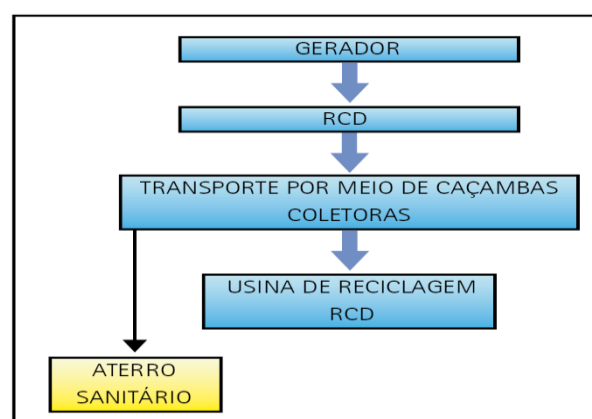 GERADOR
RCD
TRANSPORTE POR MEIO DE CAÇAMBAS
COLETORAS
USINA DE RECICLAGEM
RCD
ATERRO
SANITÁRIO